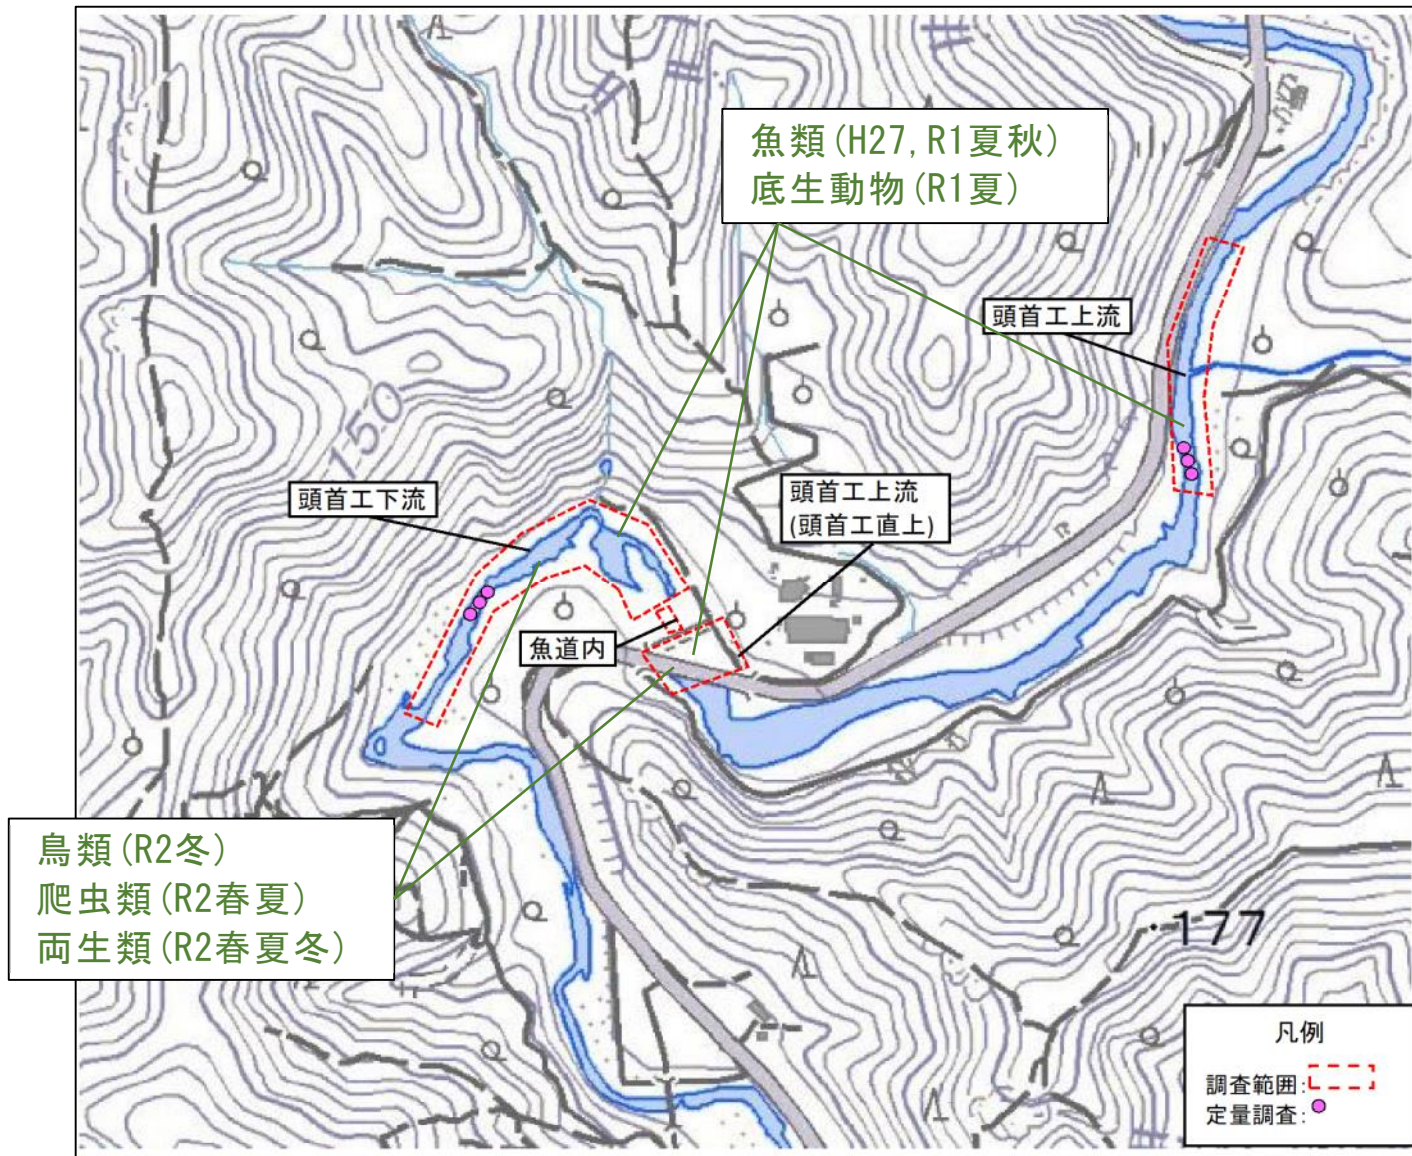 魚類(H27,R1夏秋)
底生動物(R1夏)
頭首工上流
150
頭首工下流
頭首工上流
(頭首工直上)
魚道内
鳥類(R2冬)
爬虫類(R2春夏)
両生類(R2春夏冬)
・177
凡例
調査範囲:
定量調査: